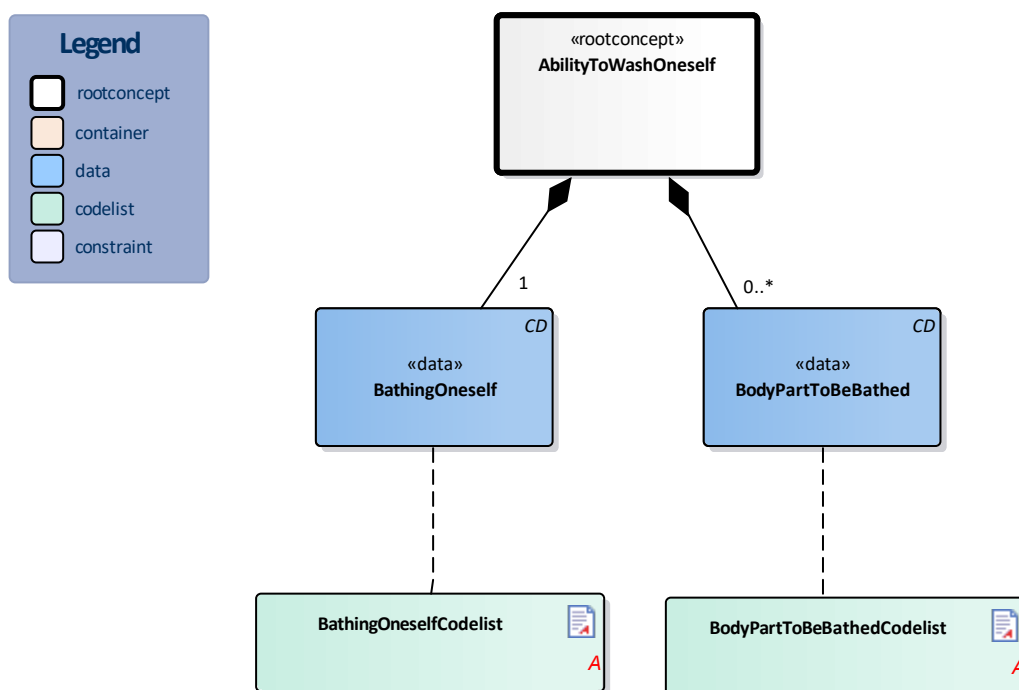 Legend
rootconcept
container
data
codelist
constraint
«rootconcept»
AbilityToWashOneself
1
0..*
CD
«data»
BathingOneself
CD
«data»
BodyPartToBeBathed
BathingOneselfCodelist
A
A
BodyPartToBeBathedCodelist
A
A